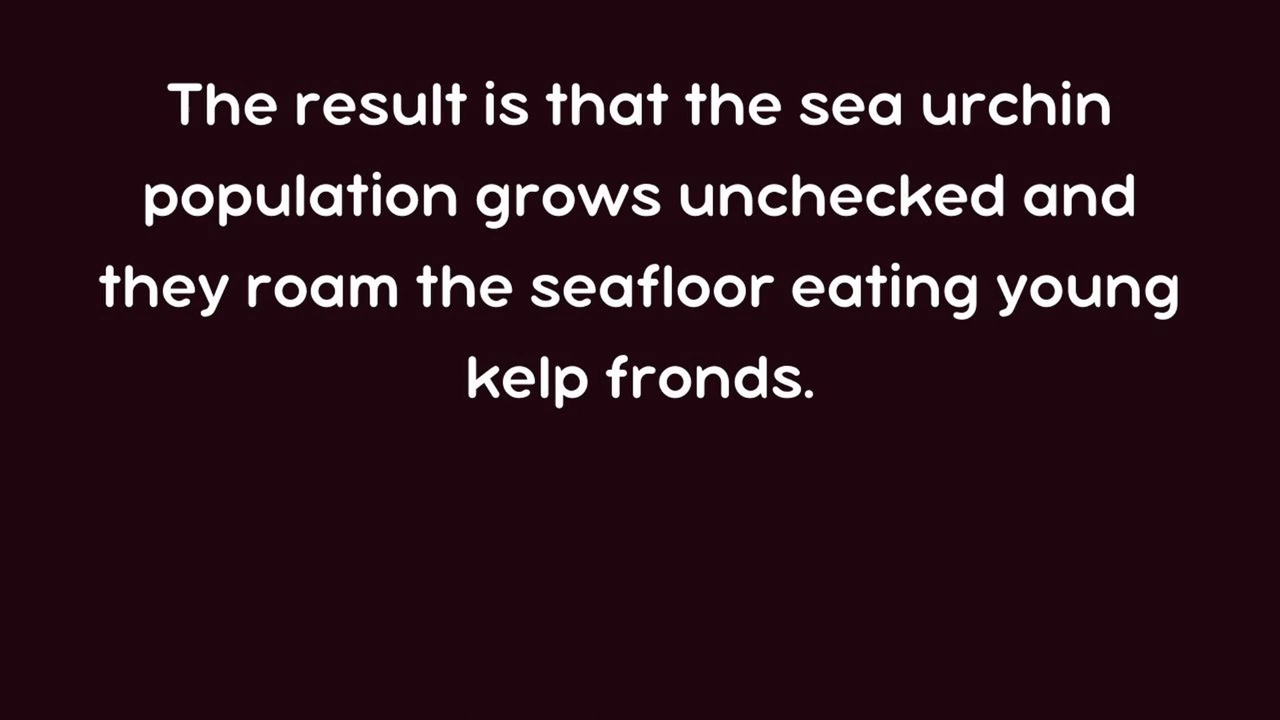 The result is that the sea urchin
population grows unchecked and
they roam the seafloor eating young
kelp fronds.